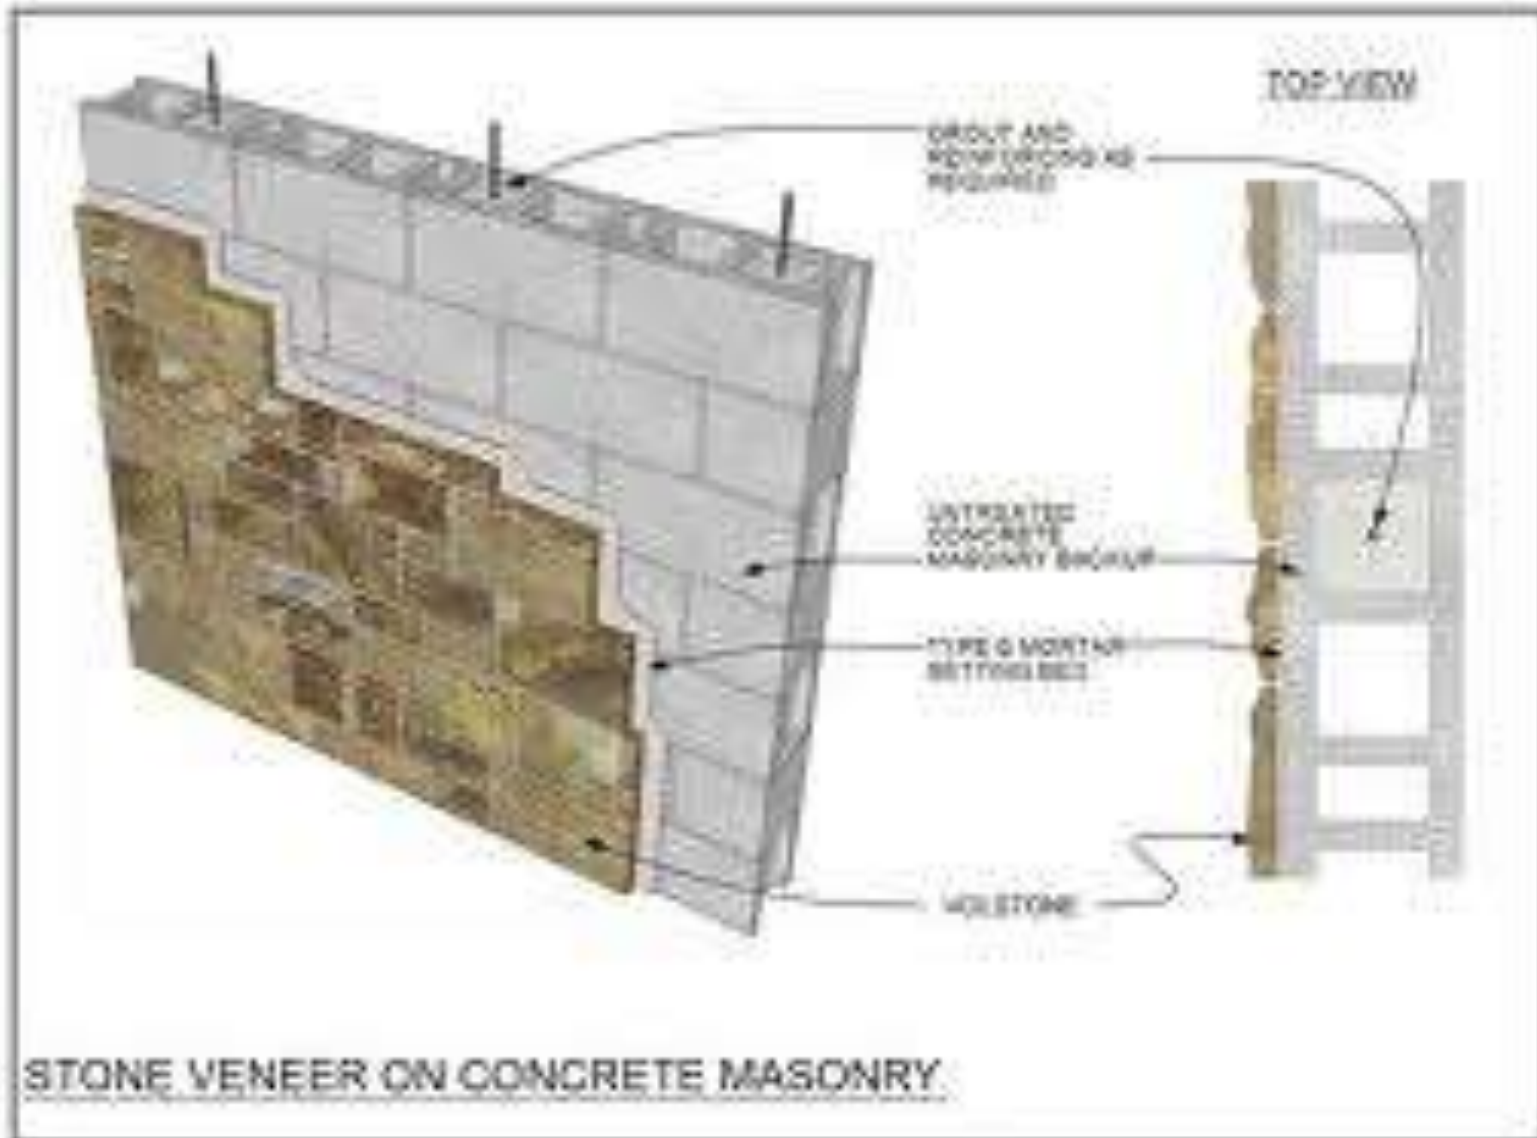 TOP VIEW
GROUT AND
REINFORCING AS
REQUIRED
UNTREATED
CONCRETE
MASONRY BACKUP
TYPE MORTAR
SETTING BED
STONE VENEER ON CONCRETE MASONRY